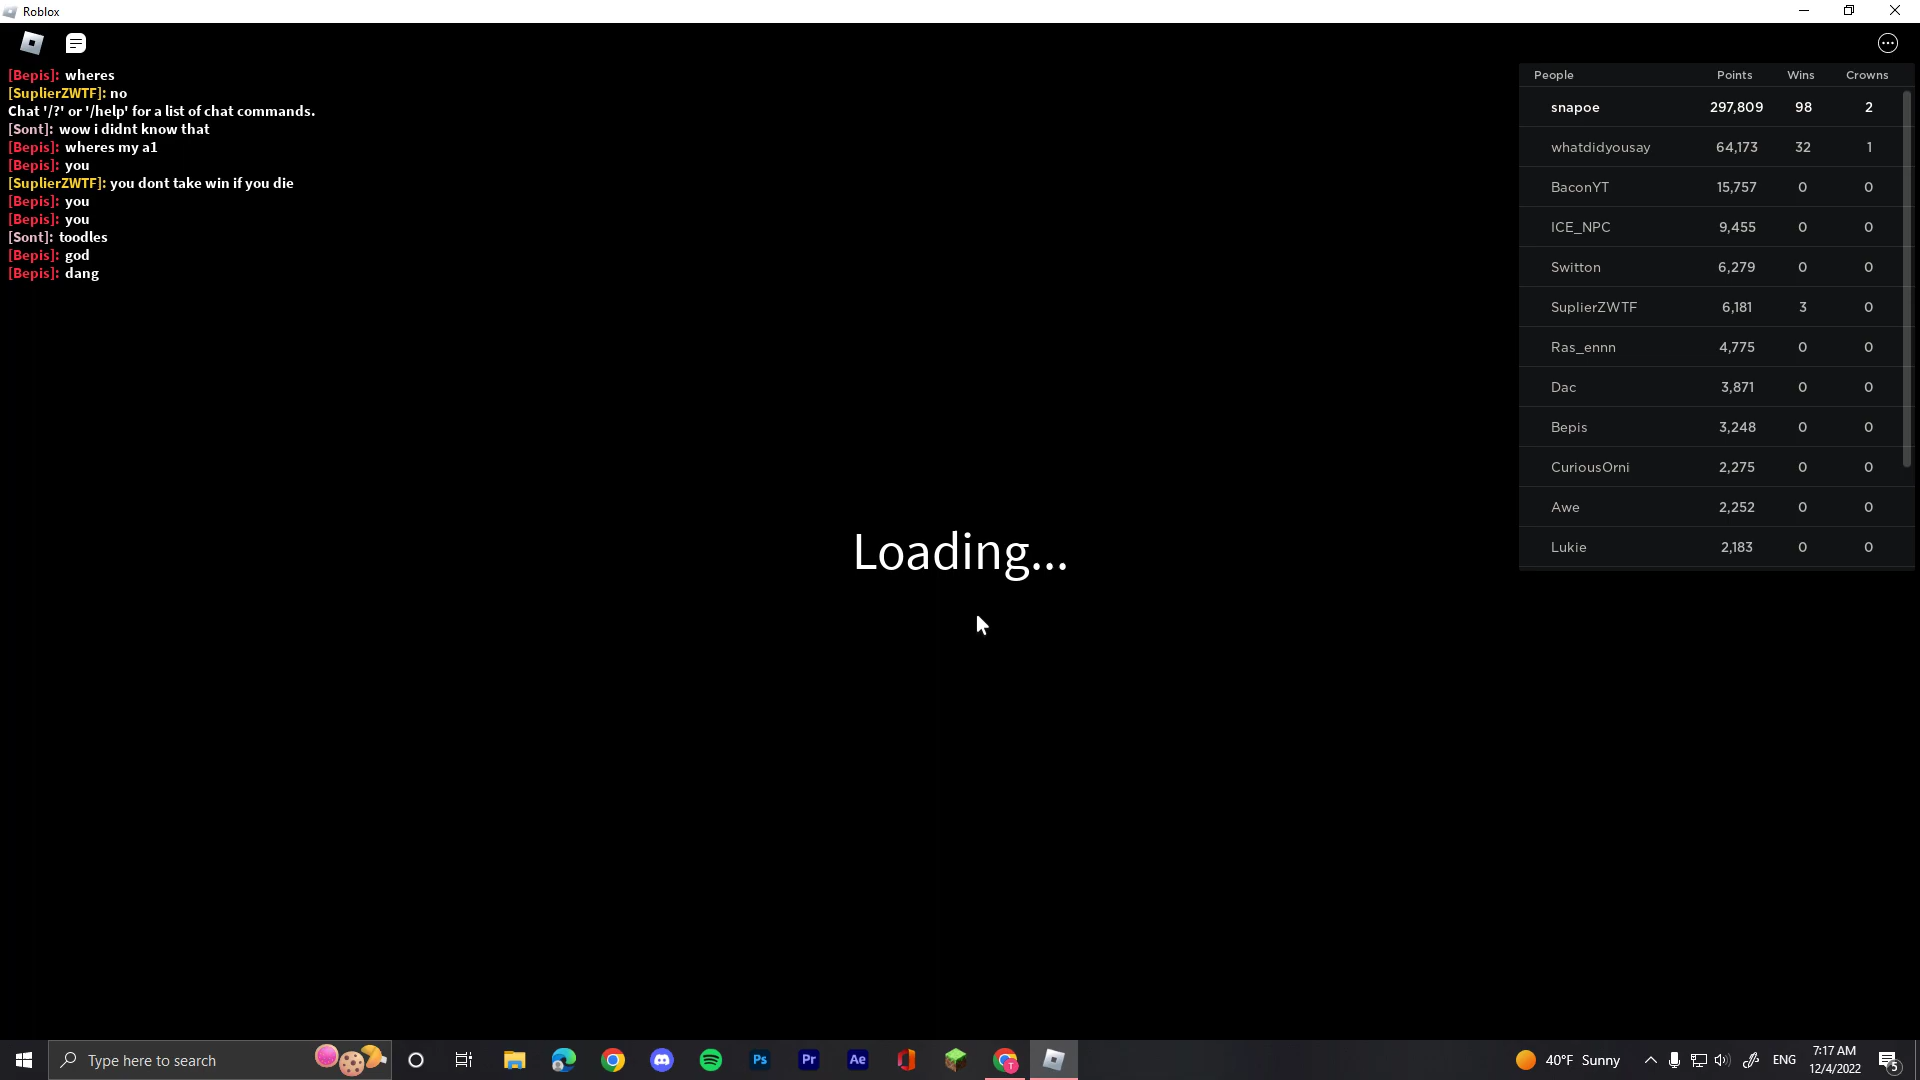 Roblox
[Bepis]: wheres
[SuplierZWTF]: no
Chat '/?' or '/help' for a list of chat commands.
[Sont]: wow i didnt know that
[Bepis]: wheres my a1
[Bepis]: you
[SuplierZWTF]: you dont take win if you die
[Bepis]: you
[Bepis]: you
[Sont]: toodles
[Bepis]: god
[Bepis]: dang
People Points Wins Crowns
snapoe 297,809 98 2
whatdidyousay 64,173 32 1
BaconYT 15,757 0 0
ICE_NPC 9,455 0 0
Switton 6,279 0 0
SuplierZWTF 6,181 3 0
Ras_ennn 4,775 0 0
Dac 3,871 0 0
Bepis 3,248 0 0
CuriousOrni 2,275 0 0
Awe 2,252 0 0
Lukie 2,183 0 0
Loading...
Type here to search
Ps
Pr
Ae
T
40°F Sunny
ENG
7:17 AM
12/4/2022
5